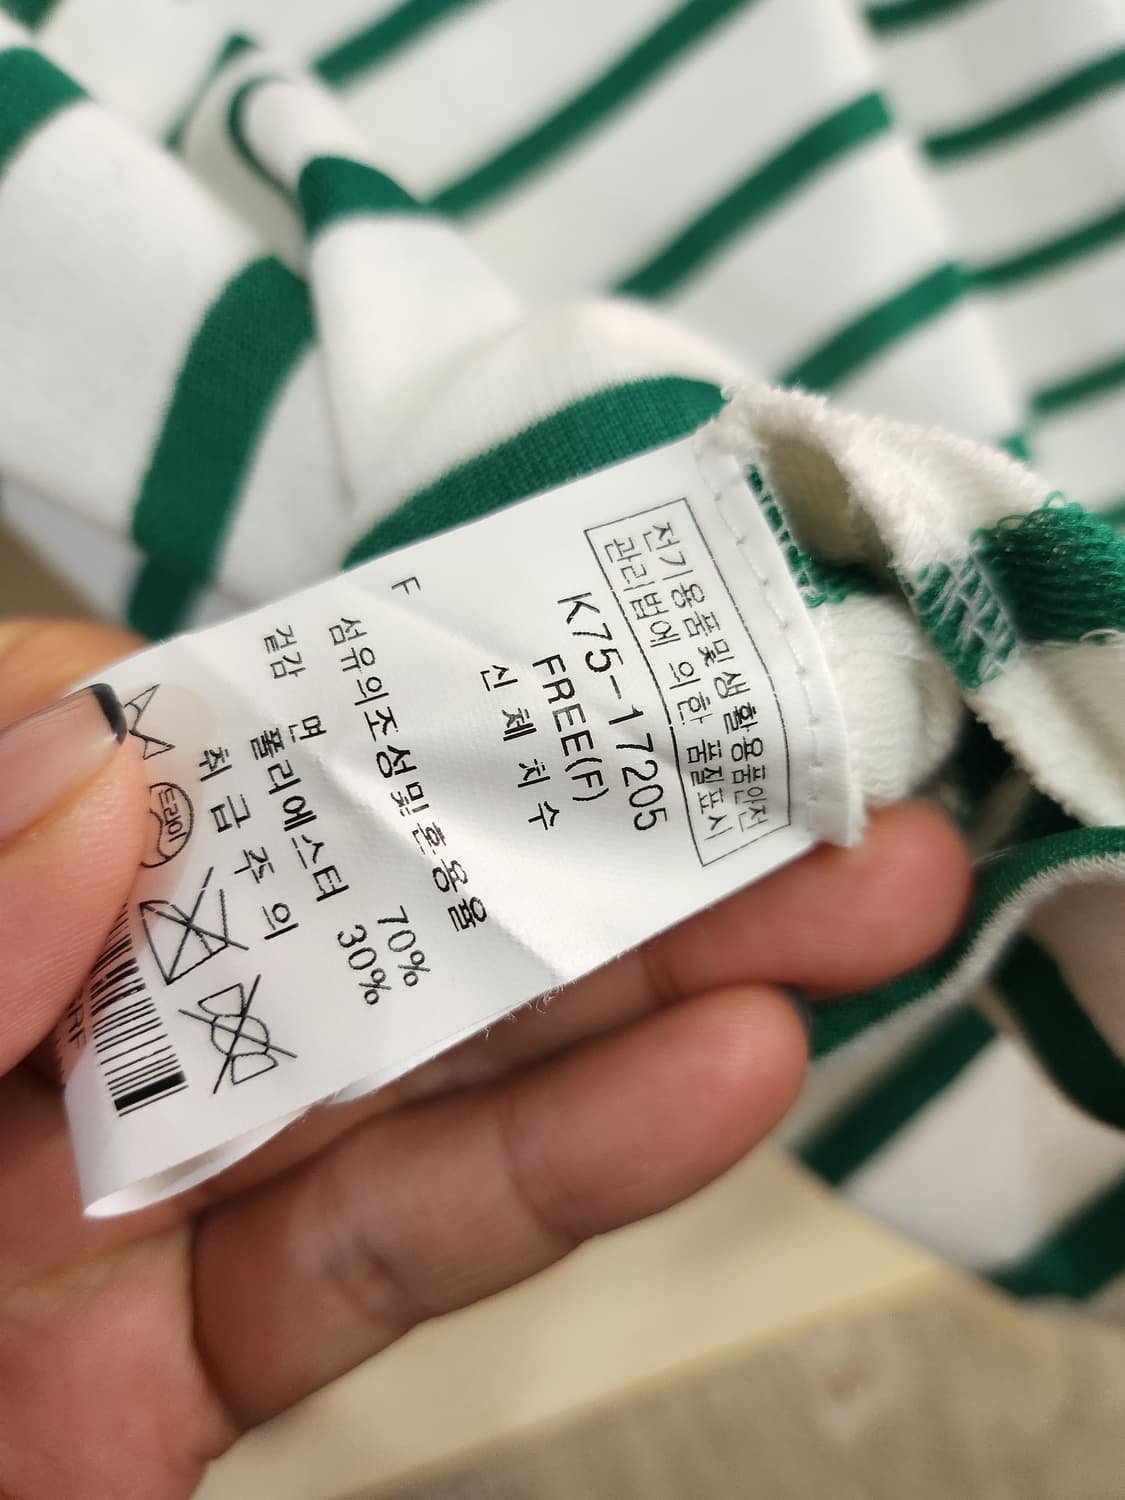 전기용품및생활용품안전
관리법에 의한 품질표시
K75-17205
FREE(F)
신체치수
F
섬유의조성및혼용율
겉감 면 70%
폴리에스터 30%
취급주의
드라이